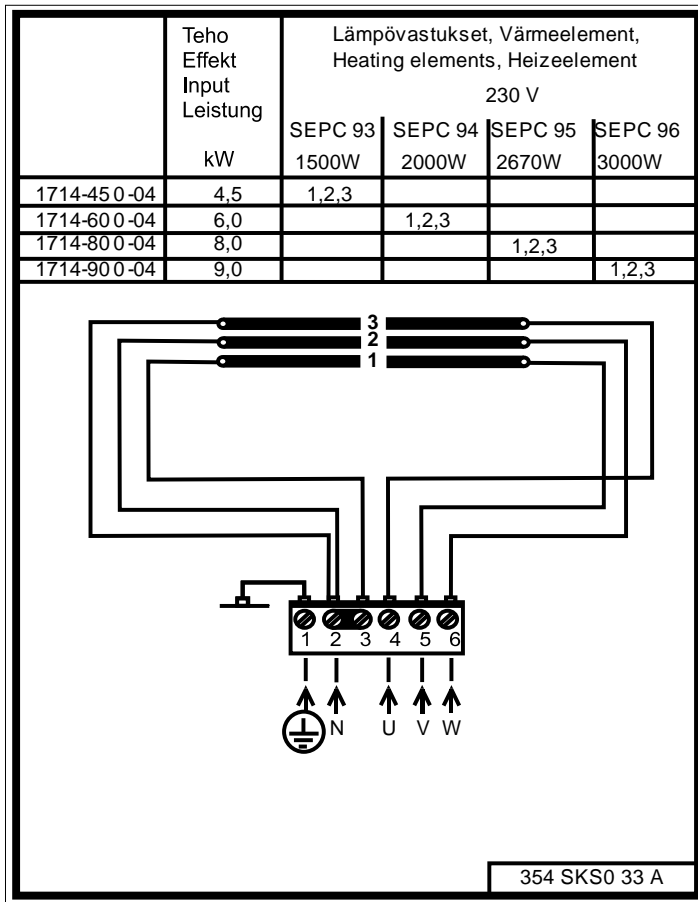 Teho
Effekt
Input
Leistung
kW
Lämpövastukset, Värmeelement,
Heating elements, Heizeelement
230 V
SEPC 93 SEPC 94 SEPC 95 SEPC 96
1500W 2000W 2670W 3000W
1714-450-04 4,5 1,2,3
1714-600-04 6,0 1,2,3
1714-800-04 8,0 1,2,3
1714-900-04 9,0 1,2,3
3
2
1
1 2 3 4 5 6
N U V W
354 SKS0 33 A